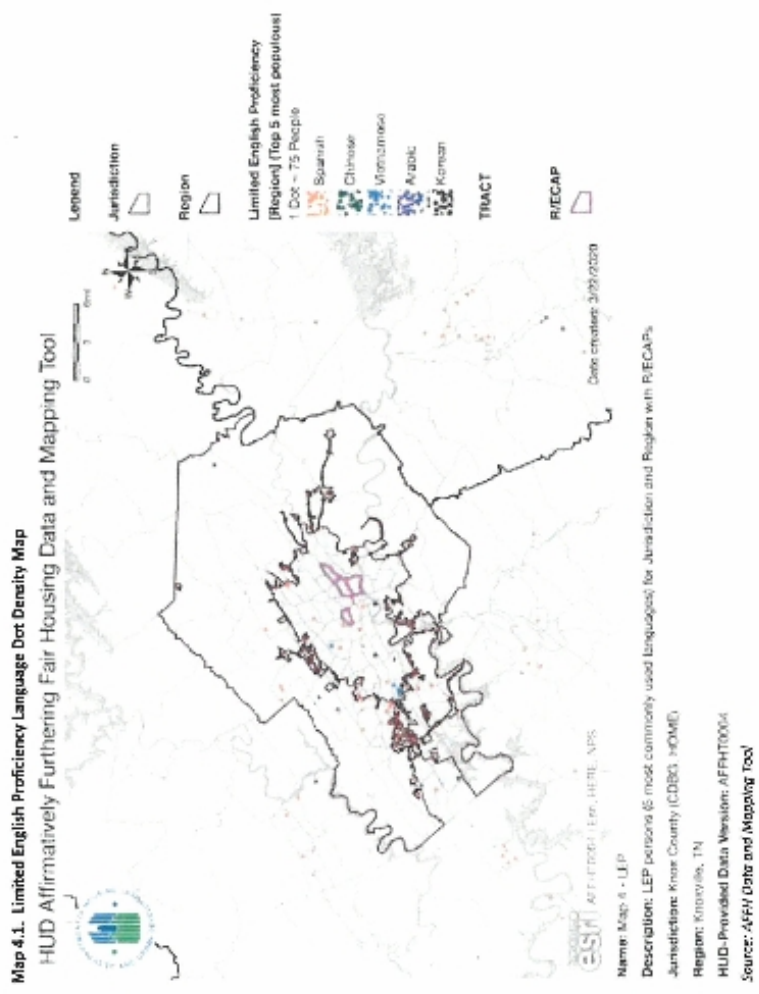 Map 4.1. Limited English Proficiency Language Dot Density Map
HUD Affirmatively Furthering Fair Housing Data and Mapping Tool
0 3 6mi
N
Date created: 3/22/2020
esri
Legend
Jurisdiction
Region
Limited English Proficiency
[Region] (Top 5 most populous)
1 Dot = 75 People
Spanish
Chinese
Vietnamese
Arabic
Korean
TRACT
R/ECAP
Name: Map 4 - LEP
Description: LEP persons (5 most commonly used languages) for Jurisdiction and Region with R/ECAPs
Jurisdiction: Knox County (CDBG, HOME)
Region: Knoxville, TN
HUD-Provided Data Version: AFFHT0004
Source: AFFH Data and Mapping Tool